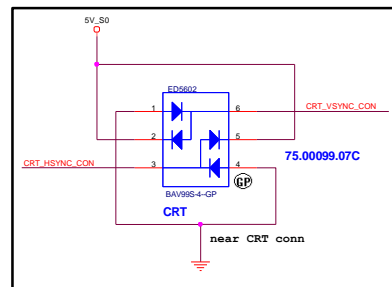 5V_S0
ED5602
1
6
CRT_VSYNC_CON
2
5
CRT_HSYNC_CON
3
4
75.00099.07C
GP
BAV99S-4-GP
CRT
near CRT conn